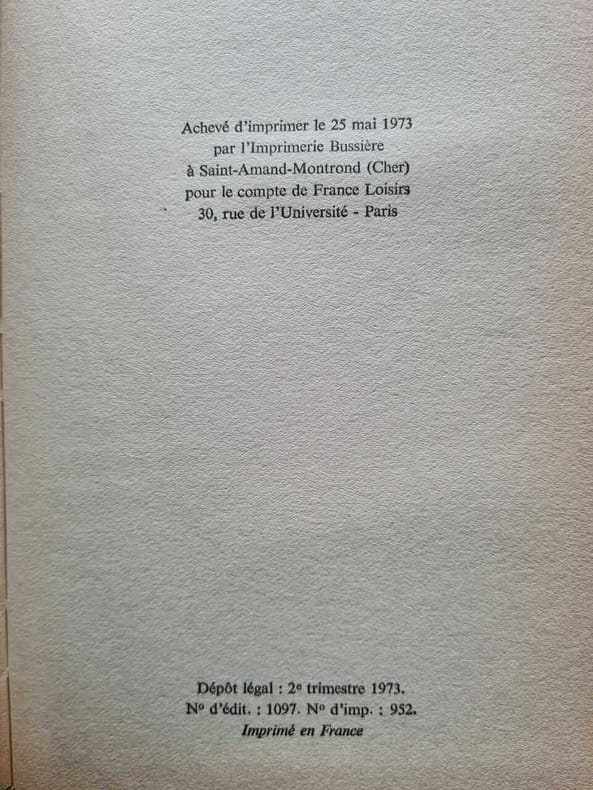 Achevé d'imprimer le 25 mai 1973
par l'Imprimerie Bussière
à Saint-Amand-Montrond (Cher)
pour le compte de France Loisirs
30, rue de l'Université - Paris
Dépôt légal : 2e trimestre 1973.
No d'édit. : 1097. No d'imp. : 952.
Imprimé en France